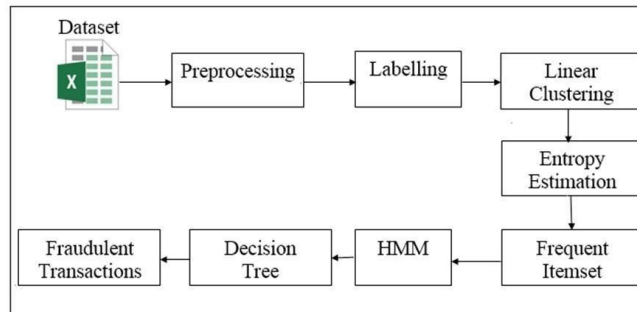 Dataset
X
Preprocessing
Labelling
Linear
Clustering
Entropy
Estimation
Frequent
Itemset
HMM
Decision
Tree
Fraudulent
Transactions